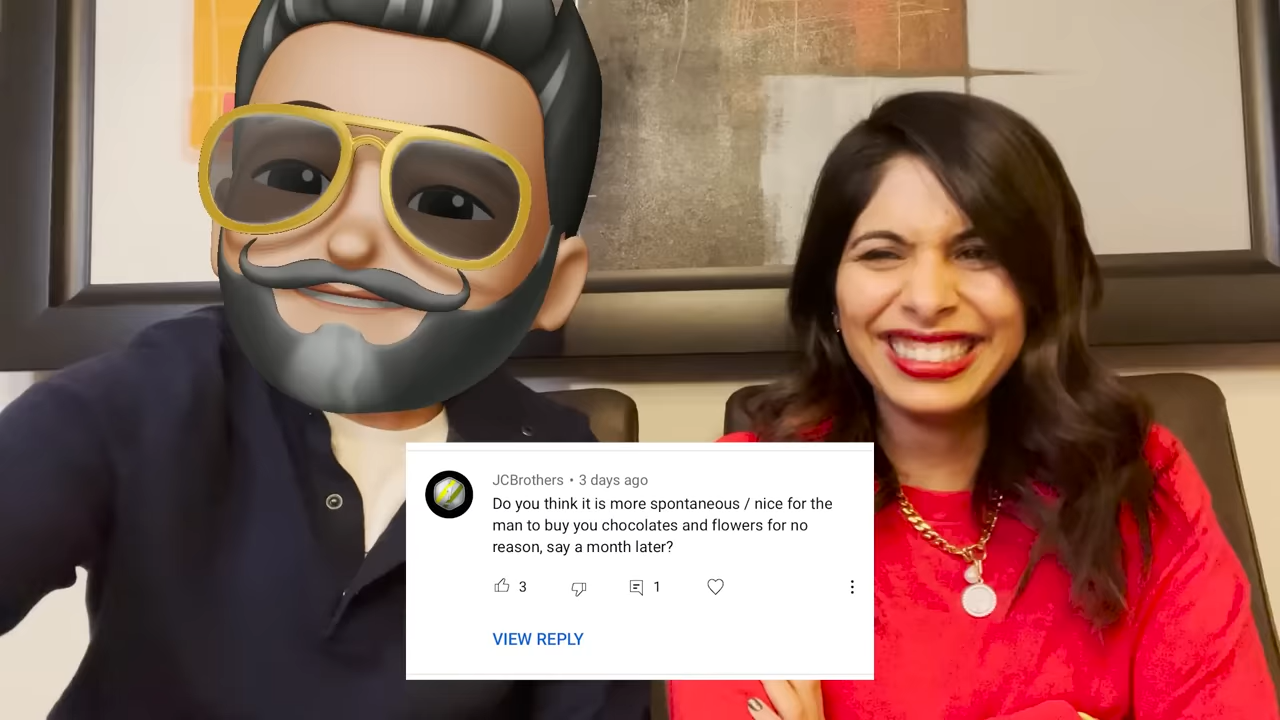 JCBrothers • 3 days ago
Do you think it is more spontaneous / nice for the
man to buy you chocolates and flowers for no
reason, say a month later?
3 1
VIEW REPLY